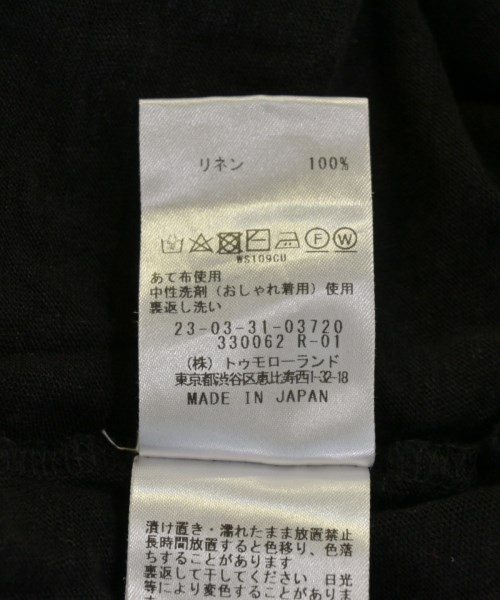 リネン 100%
F W
WS109CU
あて布使用
中性洗剤（おしゃれ着用）使用
裏返し洗い
23-03-31-03720
330062 R-01
（株）トゥモローランド
東京都渋谷区恵比寿西1-32-18
MADE IN JAPAN
漬け置き・濡れたまま放置禁止
長時間放置すると色移り、色落
ちすることがあります
裏返して干してください 日光
等により変色することがありま